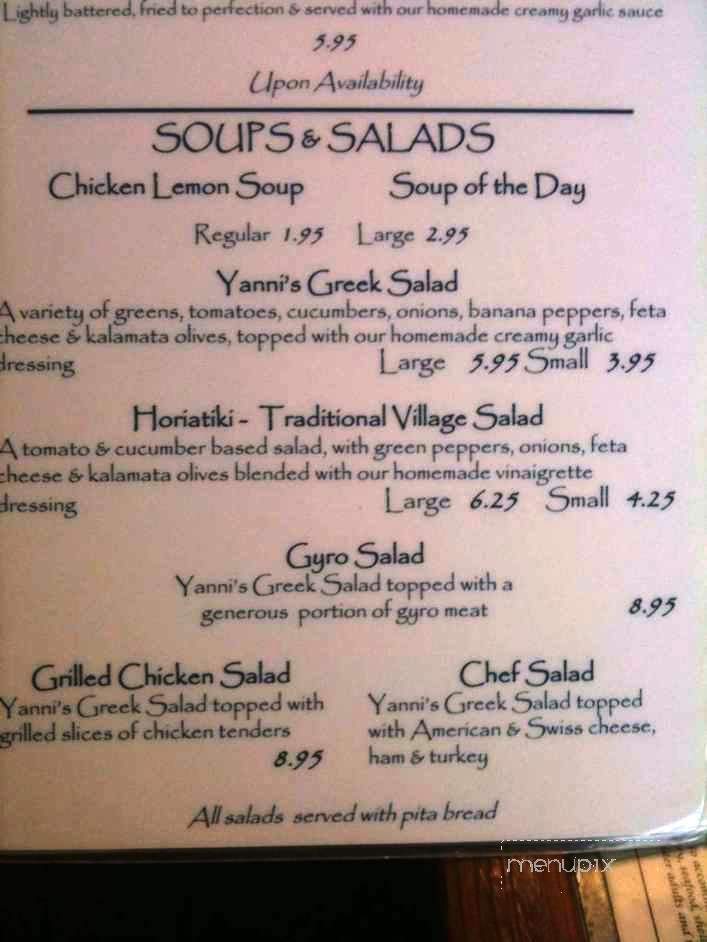 Lightly battered, fried to perfection & served with our homemade creamy garlic sauce
5.95
Upon Availability
SOUPS & SALADS
Chicken Lemon Soup Soup of the Day
Regular 1.95 Large 2.95
Yanni's Greek Salad
A variety of greens, tomatoes, cucumbers, onions, banana peppers, feta
cheese & kalamata olives, topped with our homemade creamy garlic
dressing Large 5.95 Small 3.95
Horiatiki - Traditional Village Salad
A tomato & cucumber based salad, with green peppers, onions, feta
cheese & kalamata olives blended with our homemade vinaigrette
dressing Large 6.25 Small 4.25
Gyro Salad
Yanni's Greek Salad topped with a
generous portion of gyro meat 8.95
Grilled Chicken Salad
Yanni's Greek Salad topped with
grilled slices of chicken tenders
8.95
Chef Salad
Yanni's Greek Salad topped
with American & Swiss cheese,
ham & turkey
All salads served with pita bread
menupix
seafood,
adults and